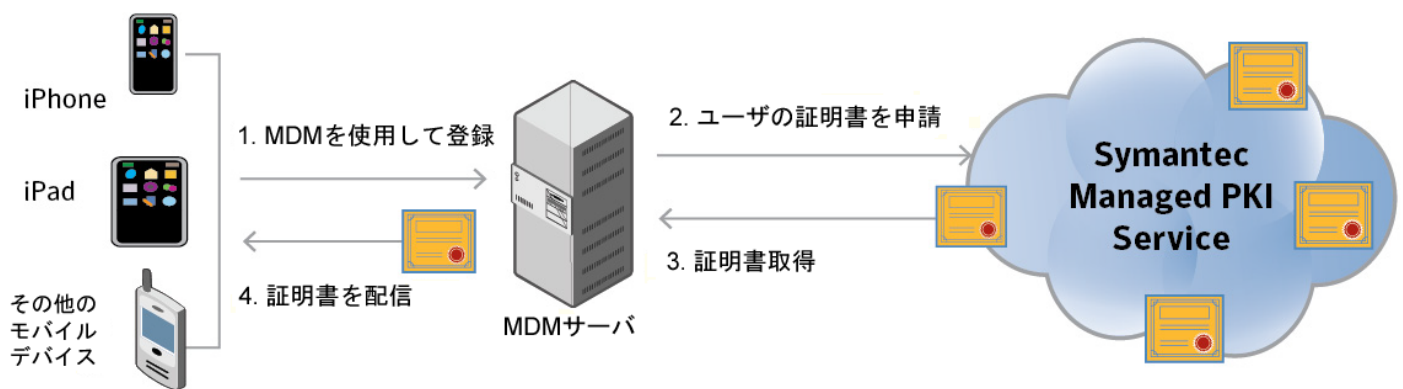 iPhone
iPad
その他の
モバイル
デバイス
1. MDMを使用して登録
4. 証明書を配信
MDMサーバ
2. ユーザの証明書を申請
3. 証明書取得
Symantec
Managed PKI
Service